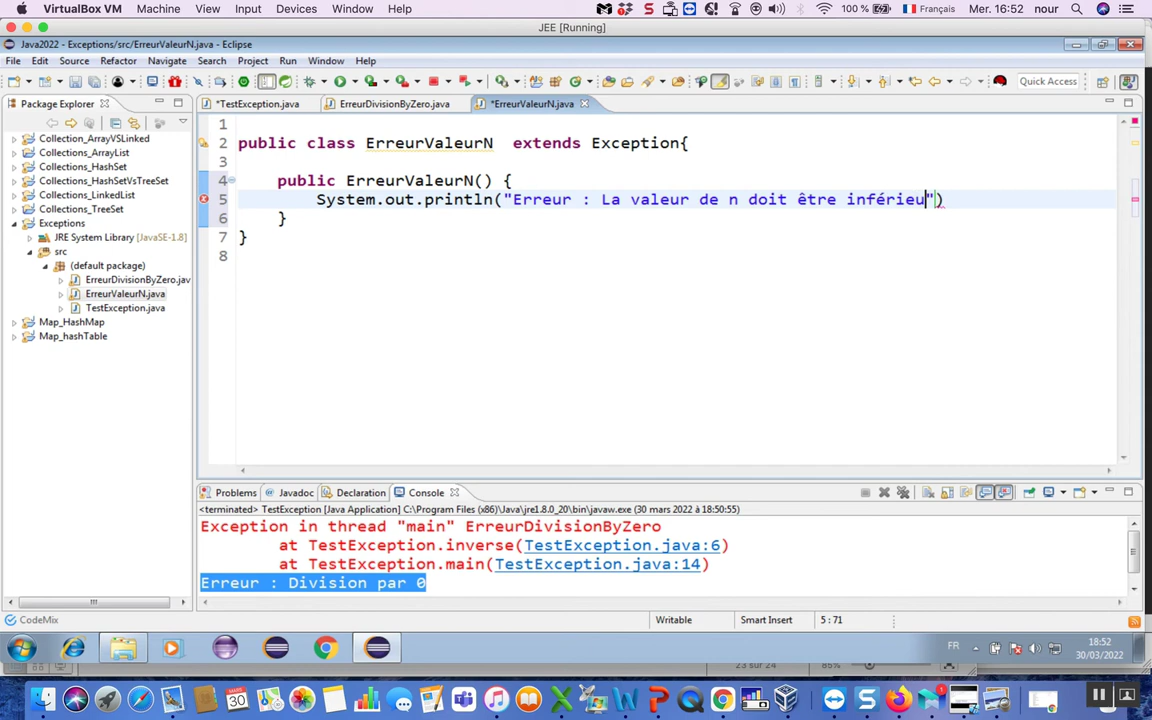 VirtualBox VM Machine View Input Devices Window Help 100 % Français Mer. 16:52 nour
JEE [Running]
Java2022 - Exceptions/src/ErreurValeurN.java - Eclipse
File Edit Source Refactor Navigate Search Project Run Window Help
Quick Access
Package Explorer
*TestException.java ErreurDivisionByZero.java *ErreurValeurN.java
Collection_ArrayVSLinked
Collections_ArrayList
Collections_HashSet
Collections_HashSetVsTreeSet
Collections_LinkedList
Collections_TreeSet
Exceptions
JRE System Library [JavaSE-1.8]
src
(default package)
ErreurDivisionByZero.jav
ErreurValeurN.java
TestException.java
Map_HashMap
Map_hashTable
1
2 public class ErreurValeurN extends Exception{
3
4 public ErreurValeurN() {
5 System.out.println("Erreur : La valeur de n doit être inférieu")
6 }
7 }
8
Problems Javadoc Declaration Console
<terminated> TestException [Java Application] C:\Program Files (x86)\Java\jre1.8.0_20\bin\javaw.exe (30 mars 2022 à 18:50:55)
Exception in thread "main" ErreurDivisionByZero
at TestException.inverse(TestException.java:6)
at TestException.main(TestException.java:14)
Erreur : Division par 0
CodeMix
Writable Smart Insert 5 : 71
FR 18:52
30/03/2022
23 sur 24 85%
MARS
30